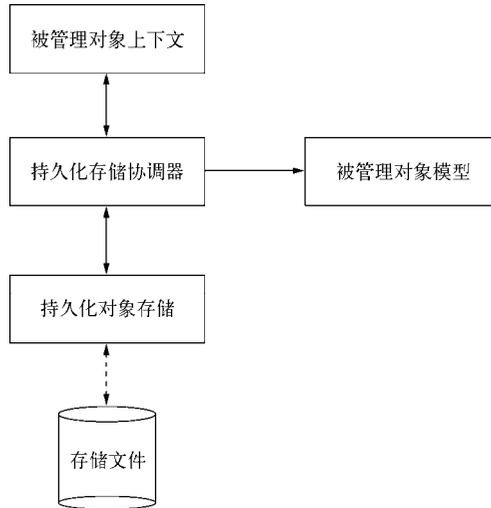 被管理对象上下文
持久化存储协调器
被管理对象模型
持久化对象存储
存储文件